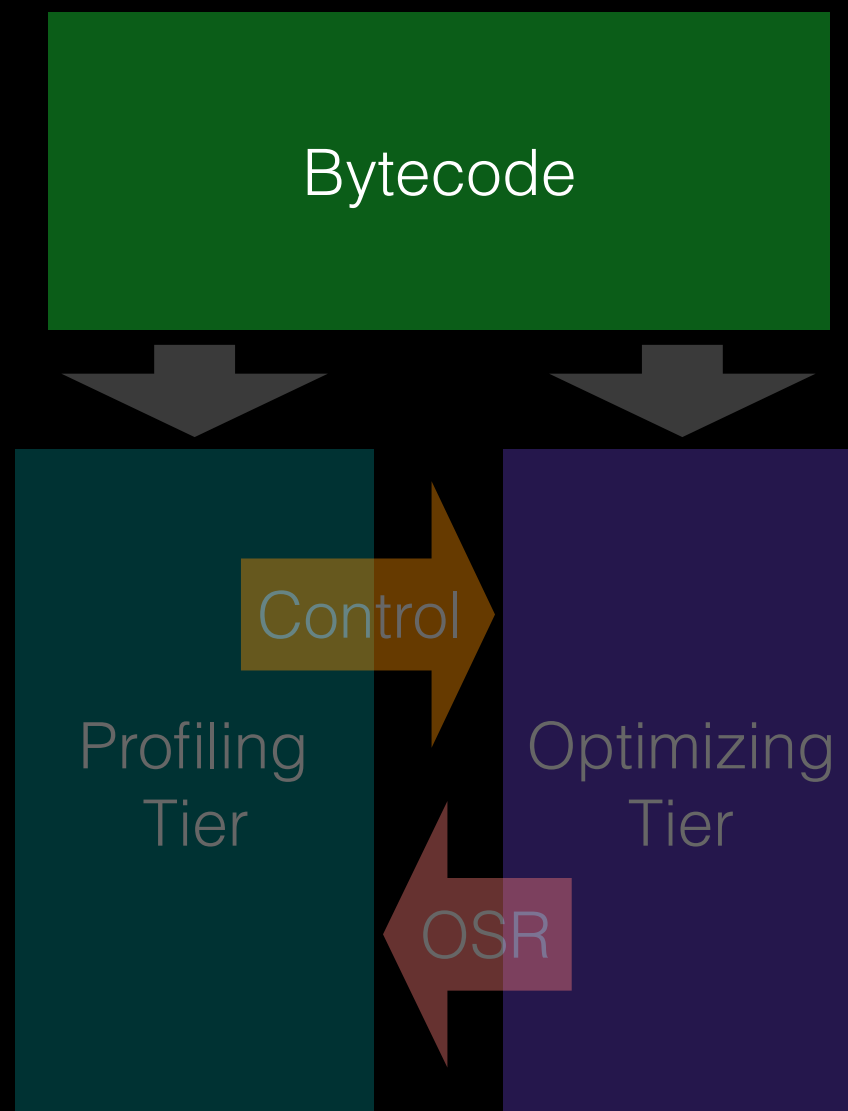 Bytecode
Control
Profiling
Tier
Optimizing
Tier
OSR